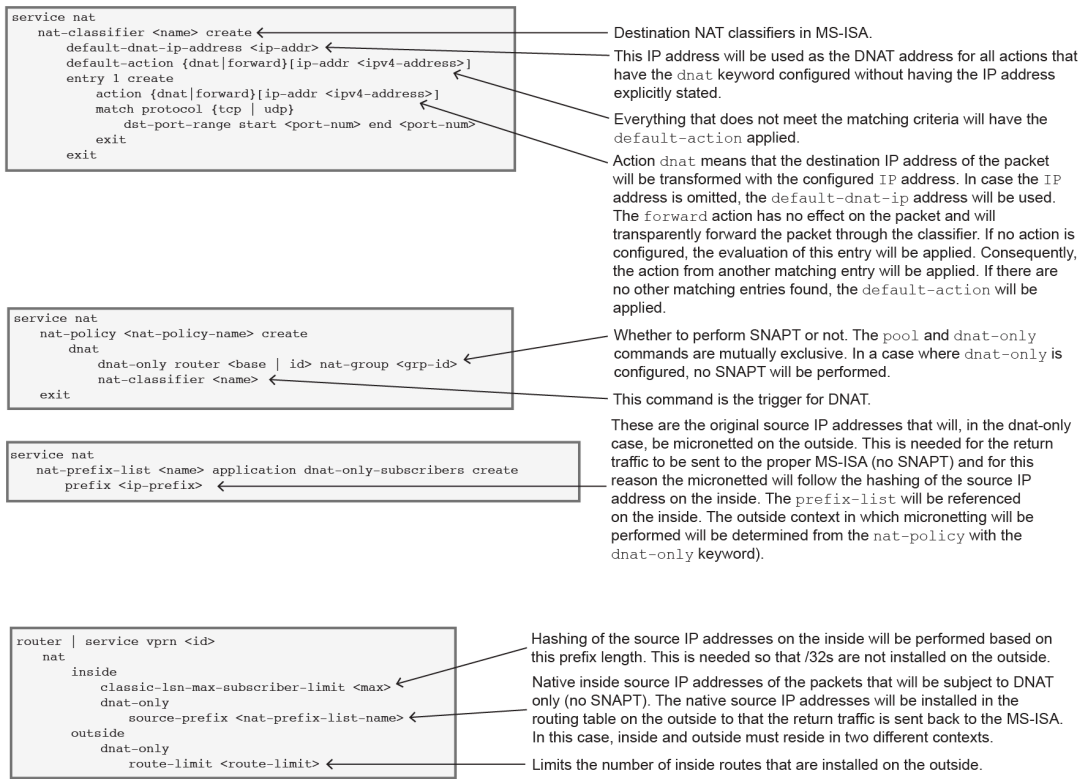 service nat
nat-classifier <name> create
default-dnat-ip-address <ip-addr>
default-action {dnat|forward}[ip-addr <ipv4-address>]
entry 1 create
action {dnat|forward}[ip-addr <ipv4-address>]
match protocol {tcp | udp}
dst-port-range start <port-num> end <port-num>
exit
exit
Destination NAT classifiers in MS-ISA.
This IP address will be used as the DNAT address for all actions that
have the dnat keyword configured without having the IP address
explicitly stated.
Everything that does not meet the matching criteria will have the
default-action applied.
Action dnat means that the destination IP address of the packet
will be transformed with the configured IP address. In case the IP
address is omitted, the default-dnat-ip address will be used.
The forward action has no effect on the packet and will
transparently forward the packet through the classifier. If no action is
configured, the evaluation of this entry will be applied. Consequently,
the action from another matching entry will be applied. If there are
no other matching entries found, the default-action will be
applied.
service nat
nat-policy <nat-policy-name> create
dnat
dnat-only router <base | id> nat-group <grp-id>
nat-classifier <name>
exit
Whether to perform SNAPT or not. The pool and dnat-only
commands are mutually exclusive. In a case where dnat-only is
configured, no SNAPT will be performed.
This command is the trigger for DNAT.
service nat
nat-prefix-list <name> application dnat-only-subscribers create
prefix <ip-prefix>
These are the original source IP addresses that will, in the dnat-only
case, be micronetted on the outside. This is needed for the return
traffic to be sent to the proper MS-ISA (no SNAPT) and for this
reason the micronetted will follow the hashing of the source IP
address on the inside. The prefix-list will be referenced
on the inside. The outside context in which micronetting will be
performed will be determined from the nat-policy with the
dnat-only keyword).
router | service vprn <id>
nat
inside
classic-lsn-max-subscriber-limit <max>
dnat-only
source-prefix <nat-prefix-list-name>
outside
dnat-only
route-limit <route-limit>
Hashing of the source IP addresses on the inside will be performed based on
this prefix length. This is needed so that /32s are not installed on the outside.
Native inside source IP addresses of the packets that will be subject to DNAT
only (no SNAPT). The native source IP addresses will be installed in the
routing table on the outside to that the return traffic is sent back to the MS-ISA.
In this case, inside and outside must reside in two different contexts.
Limits the number of inside routes that are installed on the outside.